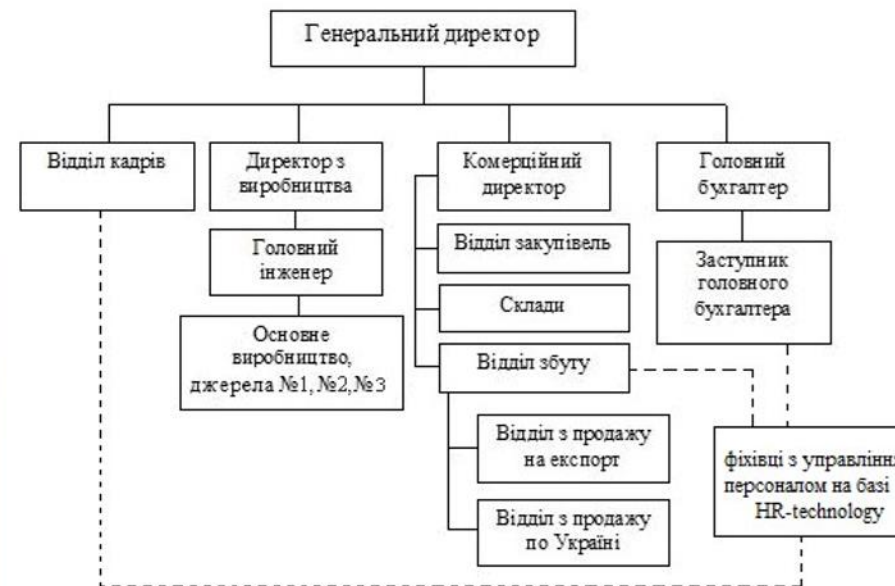 Генеральний директор
Відділ кадрів
Директор з
виробництва
Комерційний
директор
Головний
бухгалтер
Головний
інженер
Відділ закупівель
Заступник
головного
бухгалтера
Склади
Основне
виробництво,
джерела №1, №2, №3
Відділ збуту
Відділ з продажу
на експорт
фіхівці з управління
персоналом на базі
HR-technology
Відділ з продажу
по Україні